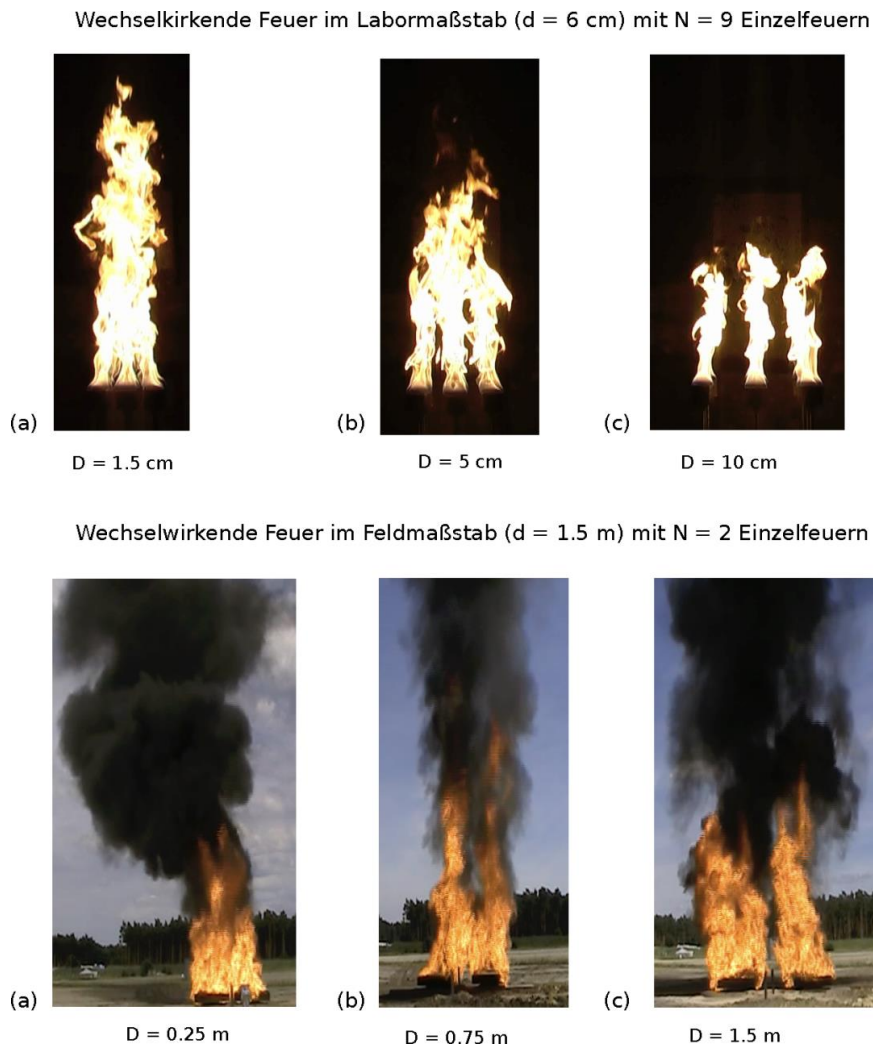 Wechselkirkende Feuer im Labormaßstab (d = 6 cm) mit N = 9 Einzelfeuern
(a)
(b)
(c)
D = 1.5 cm
D = 5 cm
D = 10 cm
Wechselwirkende Feuer im Feldmaßstab (d = 1.5 m) mit N = 2 Einzelfeuern
(a)
(b)
(c)
D = 0.25 m
D = 0.75 m
D = 1.5 m